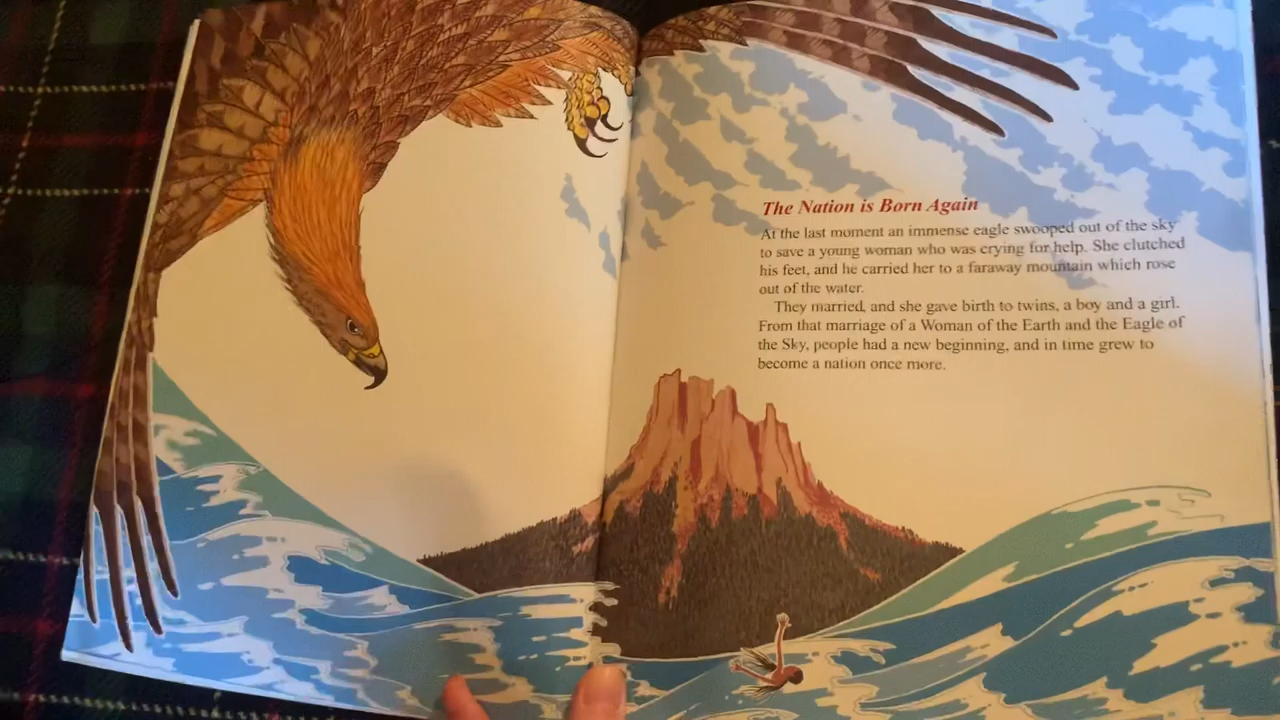 The Nation is Born Again
At the last moment an immense eagle swooped out of the sky
to save a young woman who was crying for help. She clutched
his feet, and he carried her to a faraway mountain which rose
out of the water.
They married, and she gave birth to twins, a boy and a girl.
From that marriage of a Woman of the Earth and the Eagle of
the Sky, people had a new beginning, and in time grew to
become a nation once more.